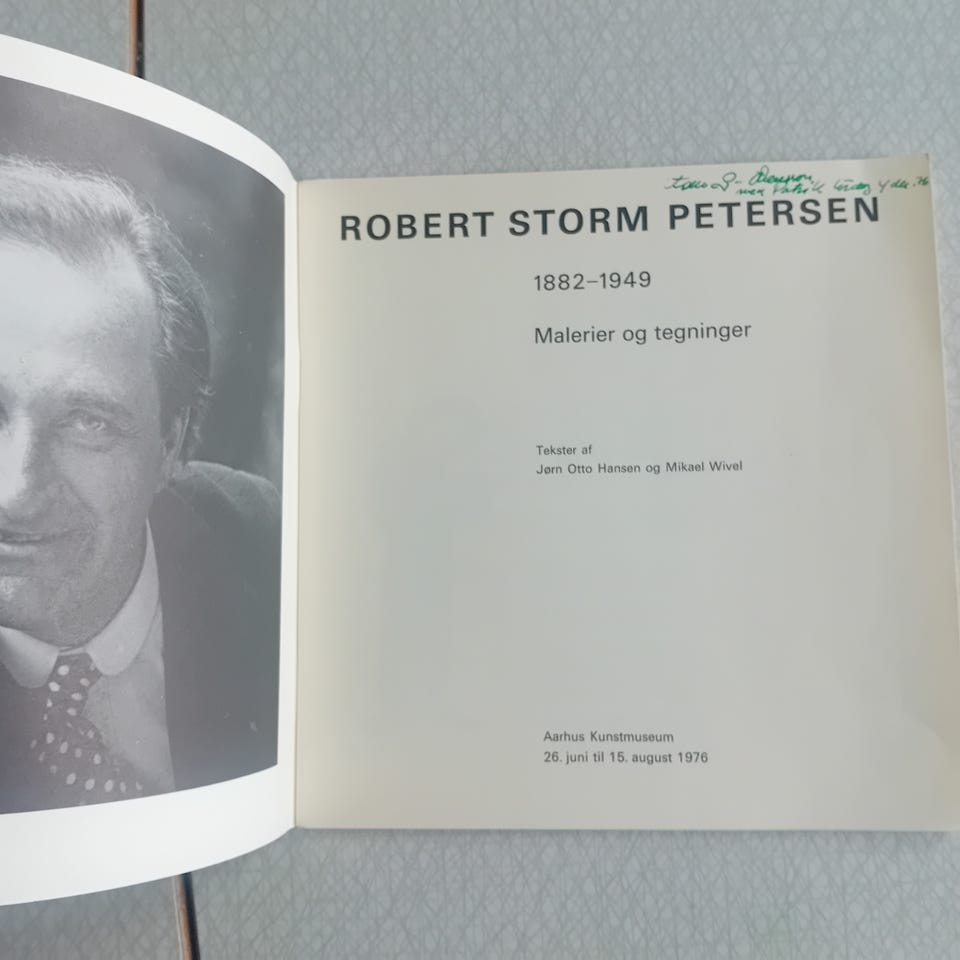 ROBERT STORM PETERSEN
1882–1949
Malerier og tegninger
Tekster af
Jørn Otto Hansen og Mikael Wivel
Aarhus Kunstmuseum
26. juni til 15. august 1976